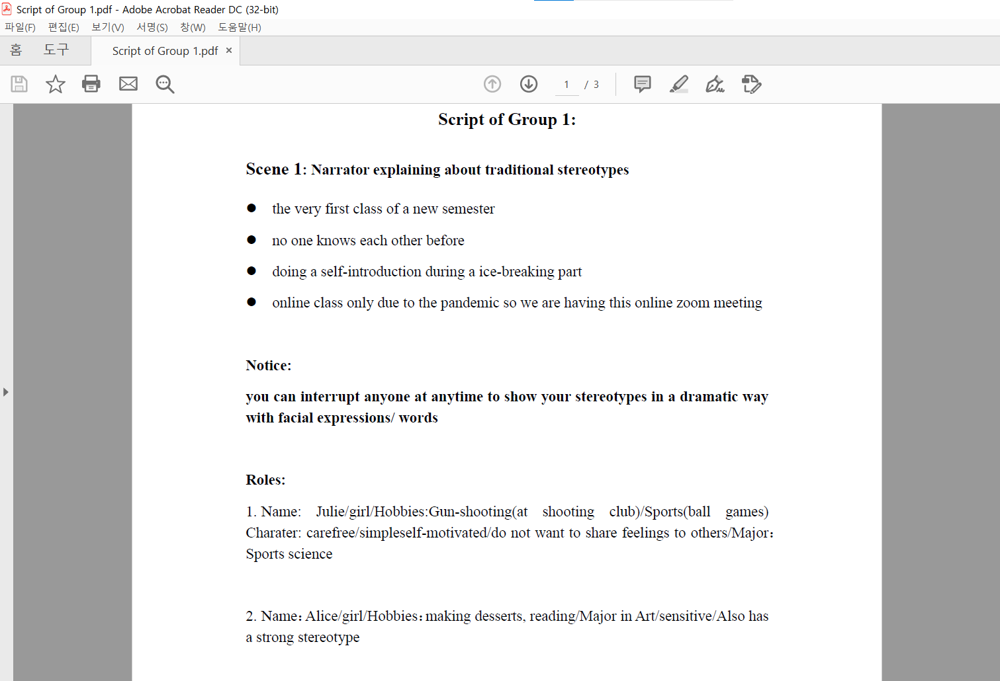 Script of Group 1.pdf - Adobe Acrobat Reader DC (32-bit)
파일(F) 편집(E) 보기(V) 서명(S) 창(W) 도움말(H)
홈 도구 Script of Group 1.pdf ×
1 / 3
Script of Group 1:
Scene 1: Narrator explaining about traditional stereotypes
● the very first class of a new semester
● no one knows each other before
● doing a self-introduction during a ice-breaking part
● online class only due to the pandemic so we are having this online zoom meeting
Notice:
you can interrupt anyone at anytime to show your stereotypes in a dramatic way
with facial expressions/ words
Roles:
1. Name: Julie/girl/Hobbies:Gun-shooting(at shooting club)/Sports(ball games)
Charater: carefree/simpleself-motivated/do not want to share feelings to others/Major：
Sports science
2. Name：Alice/girl/Hobbies：making desserts, reading/Major in Art/sensitive/Also has
a strong stereotype